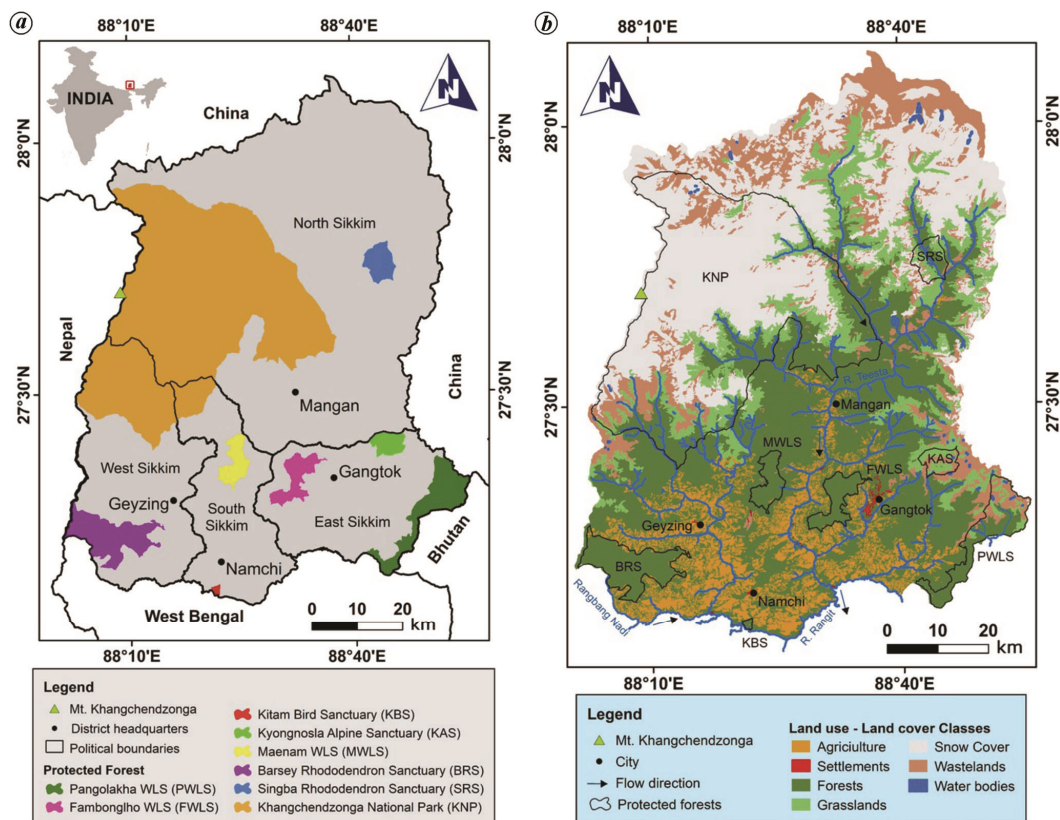 a
88°10'E
88°40'E
INDIA
N
China
28°0'N
28°0'N
North Sikkim
Nepal
China
27°30'N
27°30'N
Mangan
West Sikkim
Gangtok
Geyzing
South
Sikkim
East Sikkim
Bhutan
Namchi
West Bengal
0 10 20
km
88°10'E
88°40'E
Legend
Mt. Khangchendzonga
District headquarters
Political boundaries
Protected Forest
Pangolakha WLS (PWLS)
Fambonglho WLS (FWLS)
Kitam Bird Sanctuary (KBS)
Kyongnosla Alpine Sanctuary (KAS)
Maenam WLS (MWLS)
Barsey Rhododendron Sanctuary (BRS)
Singba Rhododendron Sanctuary (SRS)
Khangchendzonga National Park (KNP)
b
88°10'E
88°40'E
N
28°0'N
28°0'N
SRS
KNP
27°30'N
27°30'N
R. Teesta
Mangan
MWLS
FWLS
KAS
Gangtok
Geyzing
PWLS
BRS
Namchi
Rangbang Nadi
R. Rangit
KBS
0 10 20
km
88°10'E
88°40'E
Legend
Mt. Khangchendzonga
City
Flow direction
Protected forests
Land use - Land cover Classes
Agriciulture
Settlements
Forests
Grasslands
Snow Cover
Wastelands
Water bodies